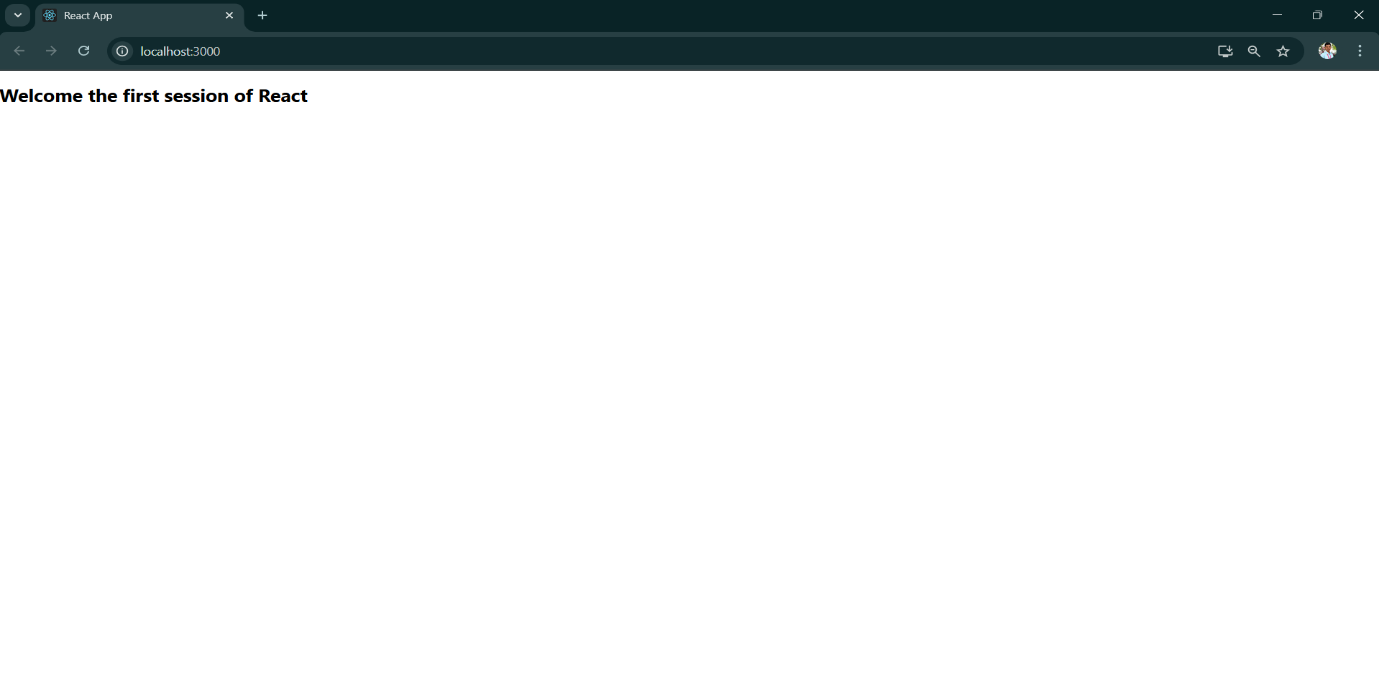 React App
localhost:3000
Welcome the first session of React